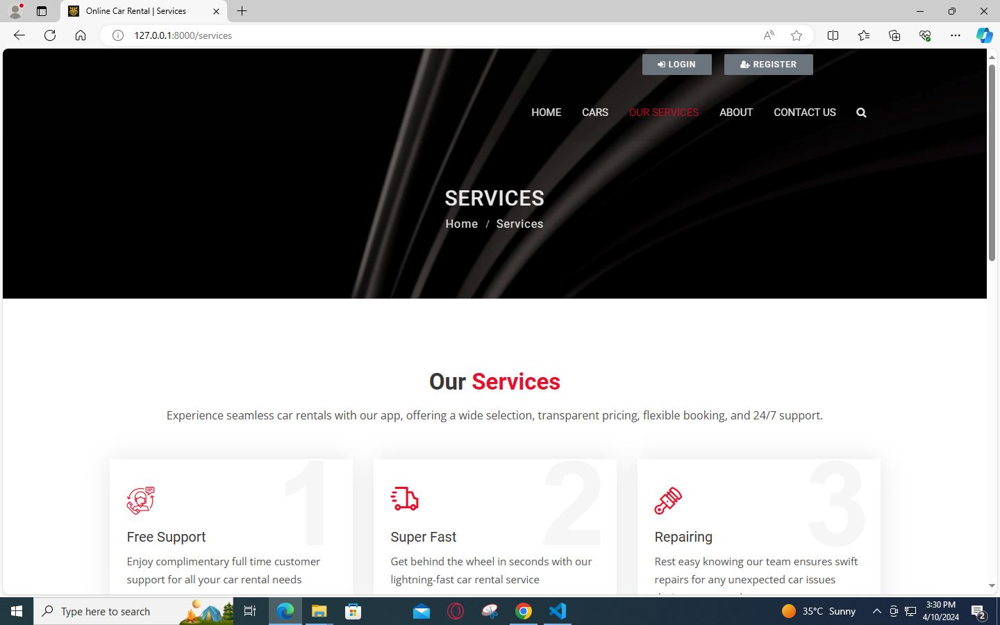 Online Car Rental | Services
127.0.0.1:8000/services
LOGIN
REGISTER
HOME CARS OUR SERVICES ABOUT CONTACT US
SERVICES
Home / Services
Our Services
Experience seamless car rentals with our app, offering a wide selection, transparent pricing, flexible booking, and 24/7 support.
1
Free Support
Enjoy complimentary full time customer
support for all your car rental needs
2
Super Fast
Get behind the wheel in seconds with our
lightning-fast car rental service
3
Repairing
Rest easy knowing our team ensures swift
repairs for any unexpected car issues
Type here to search
35°C Sunny
3:30 PM
4/10/2024
2